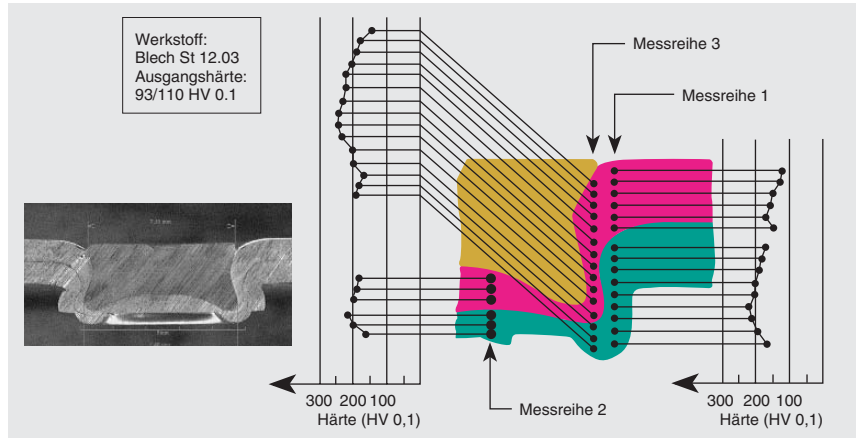 Werkstoff:
Blech St 12.03
Ausgangshärte:
93/110 HV 0.1
Messreihe 3
Messreihe 1
Messreihe 2
300 200 100
Härte (HV 0,1)
300 200 100
Härte (HV 0,1)